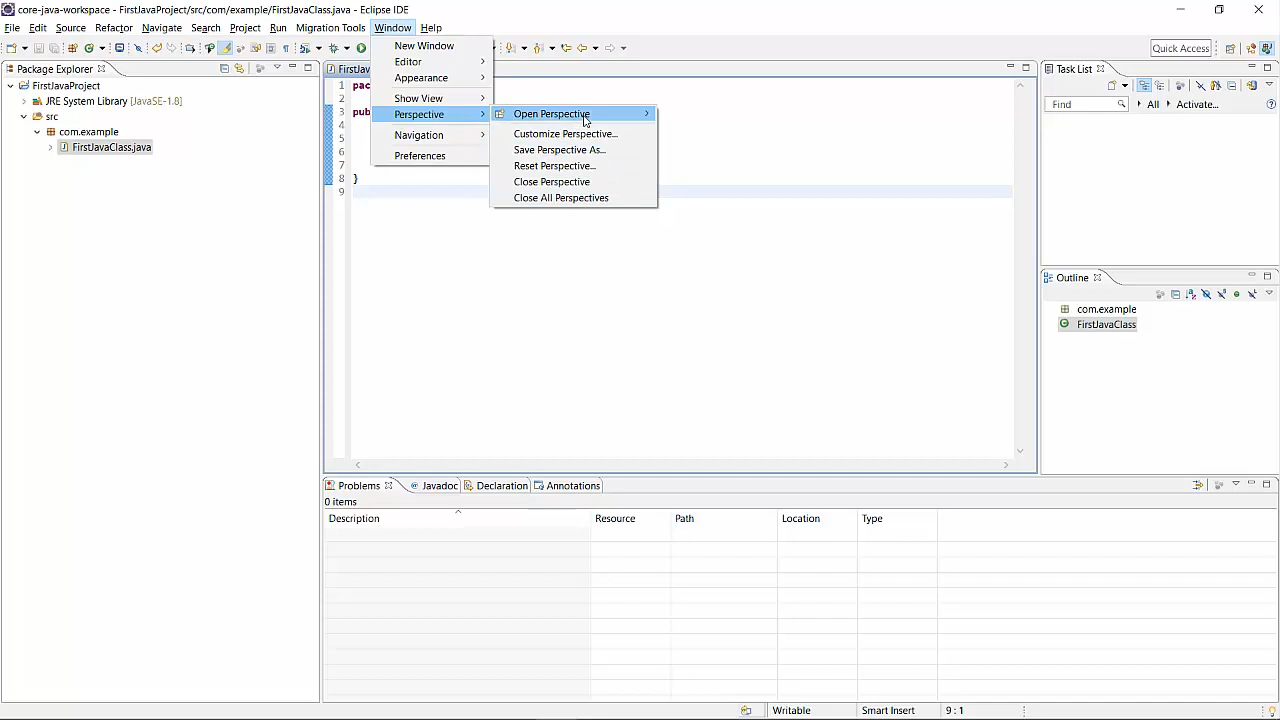 core-java-workspace - FirstJavaProject/src/com/example/FirstJavaClass.java - Eclipse IDE
File Edit Source Refactor Navigate Search Project Run Migration Tools Window Help
Quick Access
Package Explorer
FirstJavaProject
JRE System Library [JavaSE-1.8]
src
com.example
FirstJavaClass.java
FirstJav
1 pac
2
3 pub
4
5
6
7
8 }
9
New Window
Editor
Appearance
Show View
Perspective
Navigation
Preferences
Open Perspective
Customize Perspective...
Save Perspective As...
Reset Perspective...
Close Perspective
Close All Perspectives
Task List
Find All Activate...
Outline
com.example
FirstJavaClass
Problems @ Javadoc Declaration Annotations
0 items
Description Resource Path Location Type
Writable Smart Insert 9 : 1